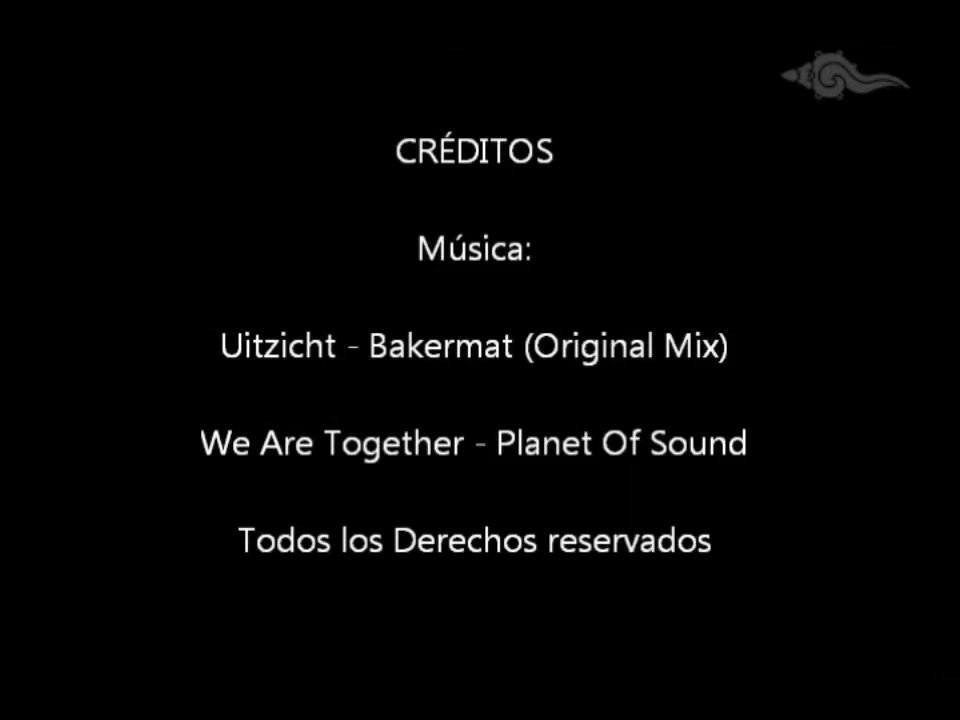 CRÉDITOS
Música:
Uitzicht - Bakermat (Original Mix)
We Are Together - Planet Of Sound
Todos los Derechos reservados